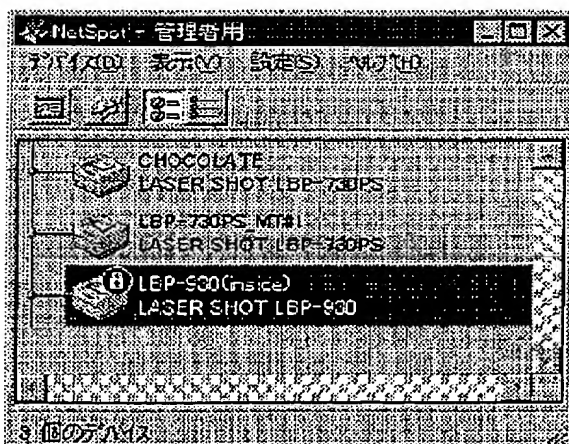 NetSpot - 管理者用
デバイス(D) 表示(V) 設定(S) ヘルプ(H)
CHOCOLATE
LASER SHOT LBP-730PS
LBP-730PS_MT#1
LASER SHOT LBP-730PS
LBP-930(inside)
LASER SHOT LBP-930
3 個のデバイス